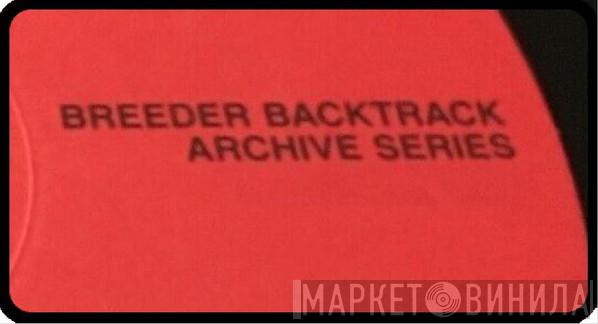 BREEDER BACKTRACK
ARCHIVE SERIES
МАРКЕТ ВИНИЛА